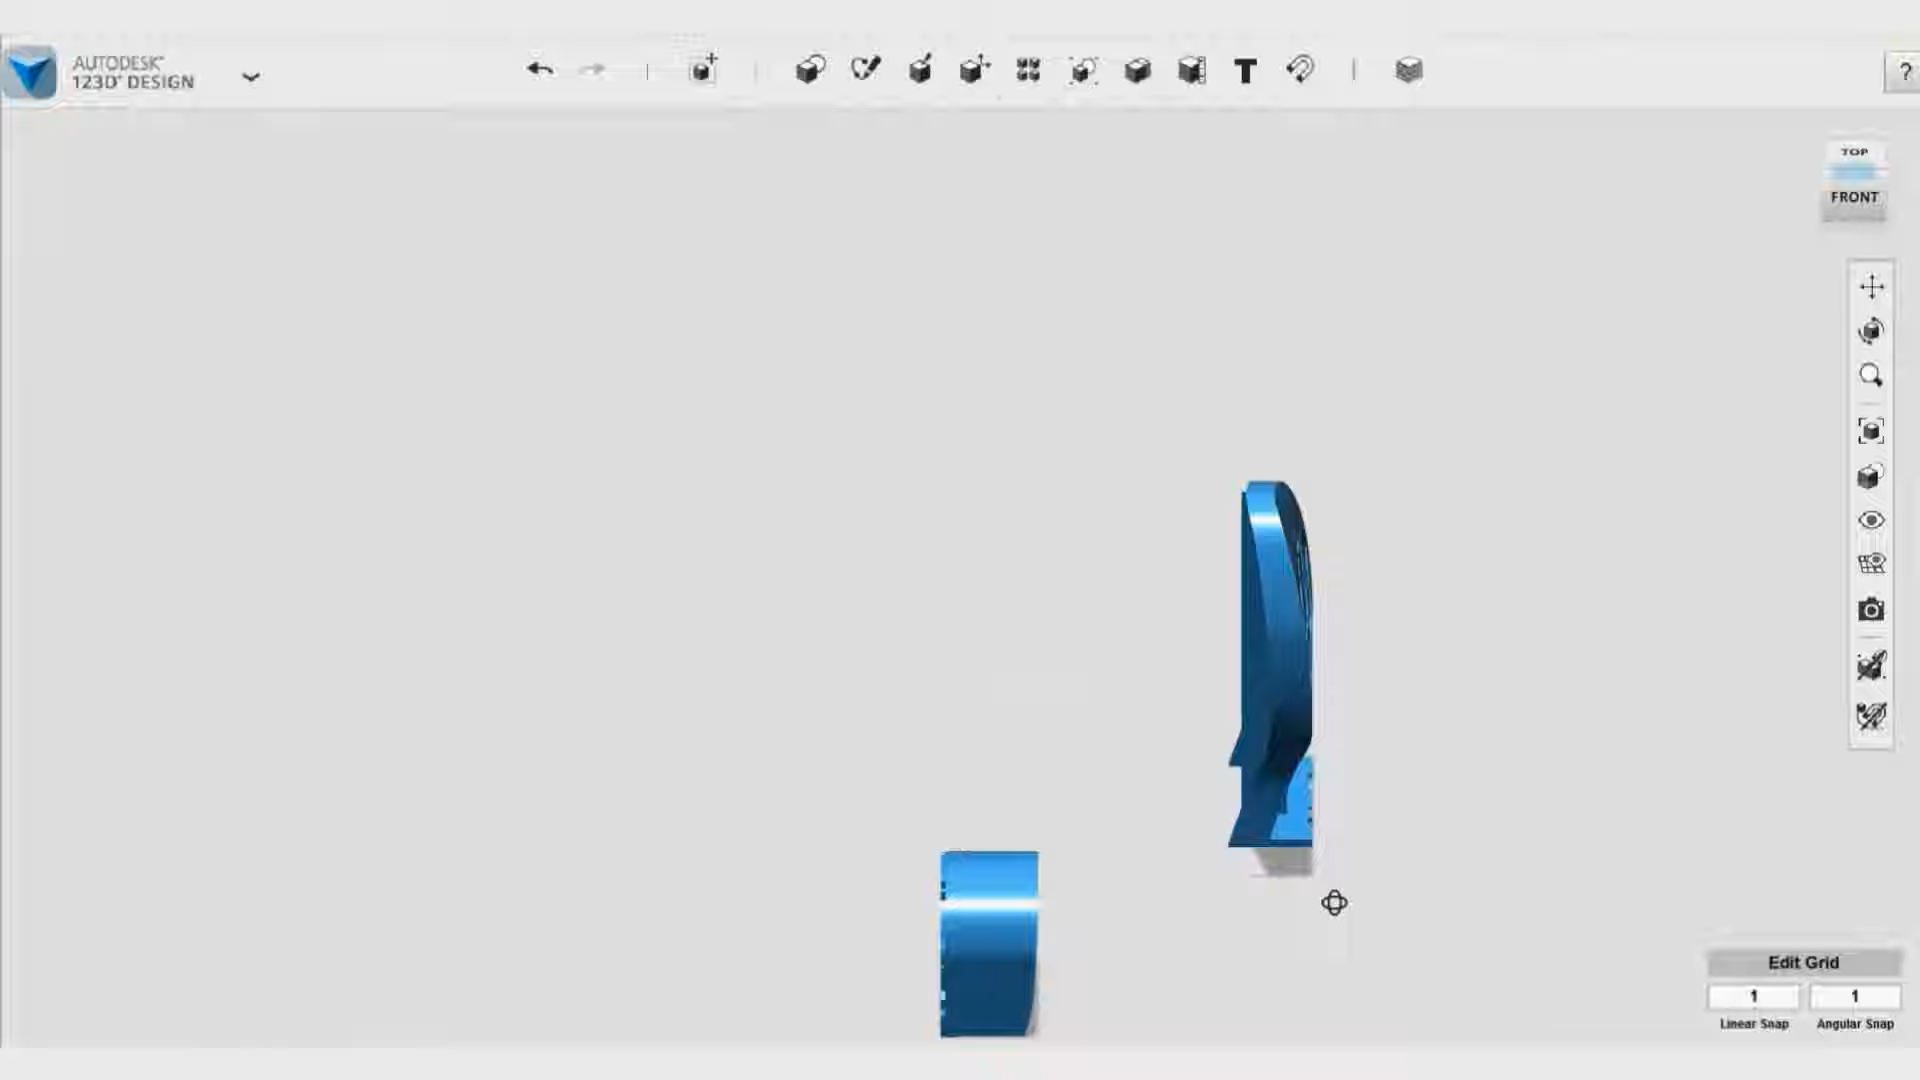 AUTODESK®
123D® DESIGN
?
TOP
FRONT
Edit Grid
1 1
Linear Snap Angular Snap